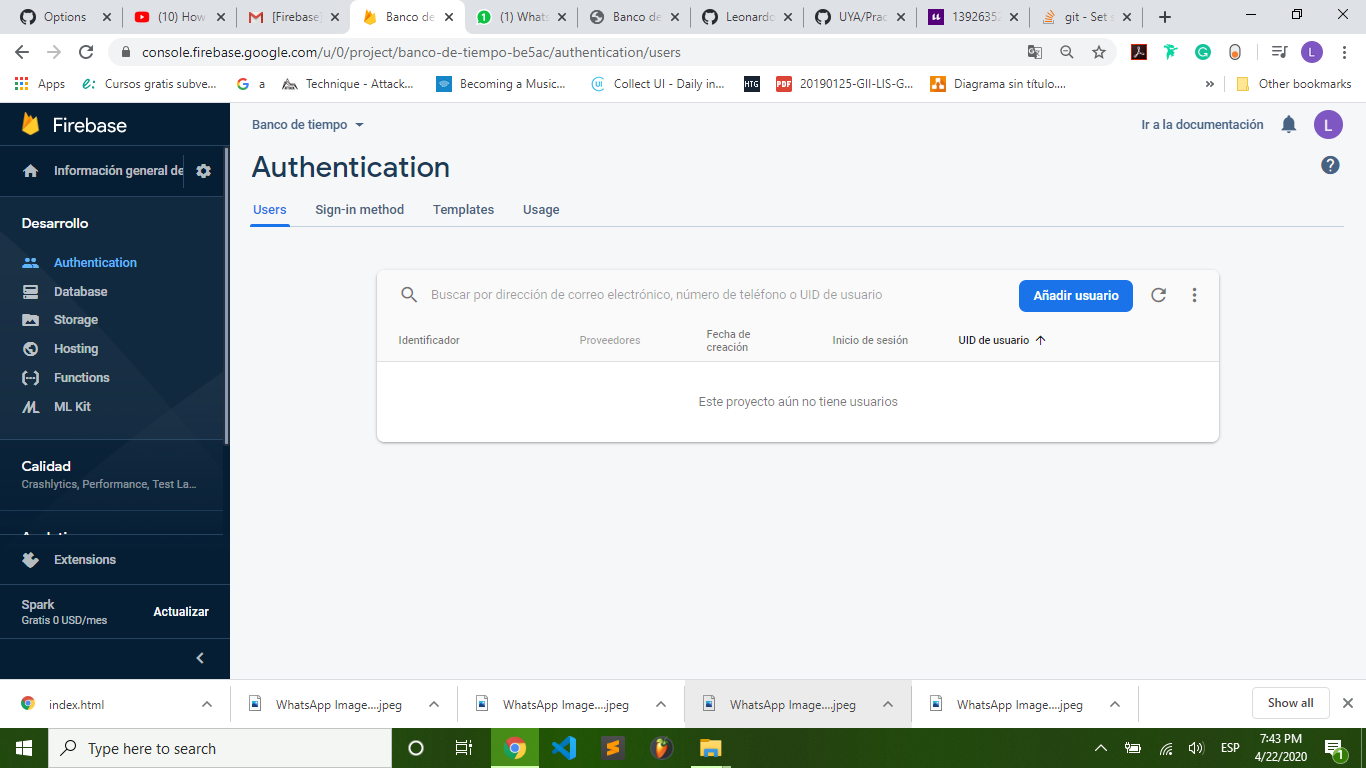 Options
(10) How
[Firebase]
Banco de
(1) Whats
Banco de
Leonardo
UYA/Prac
1392635
git - Set s
console.firebase.google.com/u/0/project/banco-de-tiempo-be5ac/authentication/users
Apps
Cursos gratis subve...
a
Technique - Attack...
Becoming a Music...
Collect UI - Daily in...
HTG
PDF
20190125-GII-LIS-G...
Diagrama sin título....
Other bookmarks
Firebase
Banco de tiempo
Ir a la documentación
L
Información general de
Authentication
Users
Sign-in method
Templates
Usage
Desarrollo
Authentication
Database
Storage
Hosting
Functions
ML Kit
Buscar por dirección de correo electrónico, número de teléfono o UID de usuario
Añadir usuario
Identificador
Proveedores
Fecha de
creación
Inicio de sesión
UID de usuario
Este proyecto aún no tiene usuarios
Calidad
Crashlytics, Performance, Test La...
Extensions
Spark
Gratis 0 USD/mes
Actualizar
index.html
WhatsApp Image....jpeg
WhatsApp Image....jpeg
WhatsApp Image....jpeg
WhatsApp Image....jpeg
Show all
Type here to search
ESP
7:43 PM
4/22/2020
1